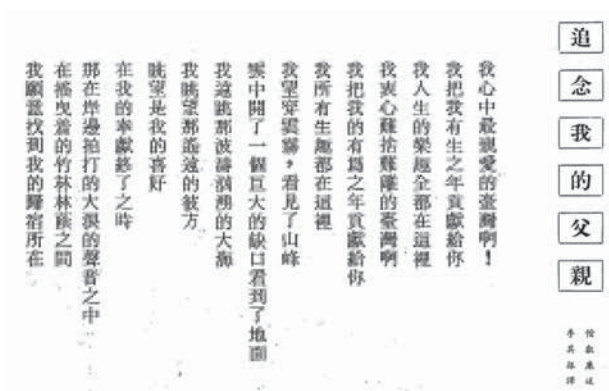 追念我的父親
我心中最親愛的臺灣啊！
我把我有生之年貢獻給你
我人生的樂趣全都在這裡
我衷心難捨難離的臺灣啊
我把我的有為之年貢獻給你
我所有生趣都在這裡
我望穿雲霧，看見了山峰
雲中開了一個巨大的缺口看到了地面
我遠眺那波濤洶湧的大海
我眺望那遙遠的彼方
眺望是我的喜好
在我的奉獻終了之時
那在岸邊拍打的大浪的聲音之中
在搖曳著的竹林林蔭之間
我願意找到我的歸宿所在